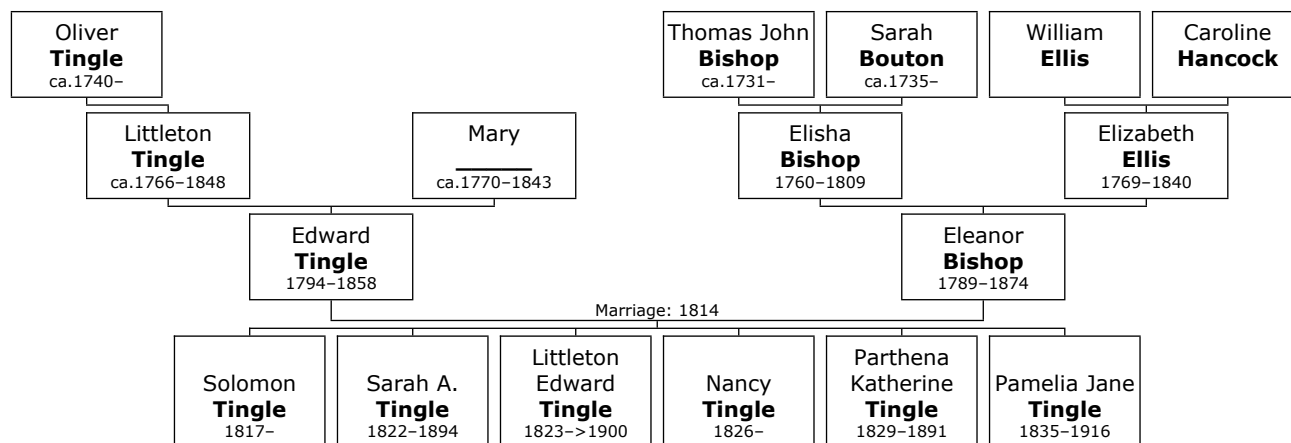 Oliver
Tingle
ca.1740–
Thomas John
Bishop
ca.1731–
Sarah
Bouton
ca.1735–
William
Ellis
Caroline
Hancock
Littleton
Tingle
ca.1766–1848
Mary
_______
ca.1770–1843
Elisha
Bishop
1760–1809
Elizabeth
Ellis
1769–1840
Edward
Tingle
1794–1858
Eleanor
Bishop
1789–1874
Marriage: 1814
Solomon
Tingle
1817–
Sarah A.
Tingle
1822–1894
Littleton
Edward
Tingle
1823–>1900
Nancy
Tingle
1826–
Parthena
Katherine
Tingle
1829–1891
Pamelia Jane
Tingle
1835–1916